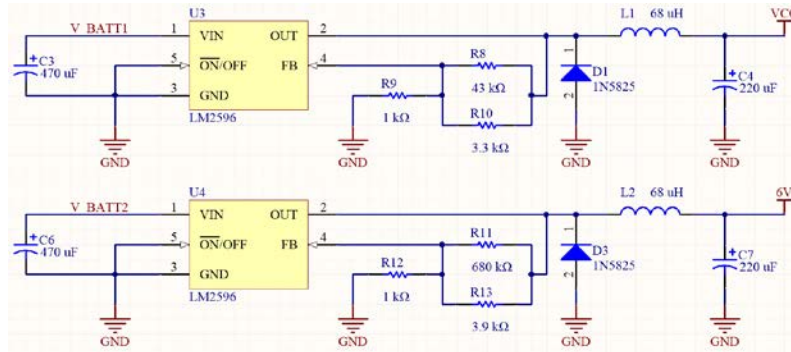 U3
L1 68 uH
VCC
V_BATT1
1 VIN OUT 2
C3
470 uF
5 ON/OFF FB 4
3 GND
LM2596
R8
43 kΩ
R9
1 kΩ
R10
3.3 kΩ
1
2
D1
1N5825
C4
220 uF
GND
GND
GND
GND
U4
L2 68 uH
6V
V_BATT2
1 VIN OUT 2
C6
470 uF
5 ON/OFF FB 4
3 GND
LM2596
R11
680 kΩ
R12
1 kΩ
R13
3.9 kΩ
1
2
D3
1N5825
C7
220 uF
GND
GND
GND
GND